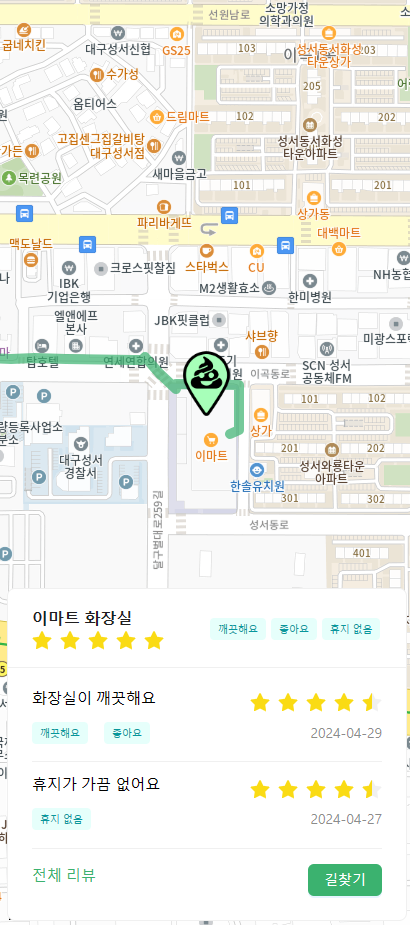 선원남로
소망가정
의학과의원
굽네치킨
대구성서신협
GS25
103
성서동서화성
타운상가
203
수가성
205
옵티어스
드림마트
102
202
고집센그집갈비탕
대구성서점
성서동서화성
타운아파트
가든
새마을금고
목련공원
101
201
상가동
파리바게뜨
대백마트
맥도날드
크로스핏찰짐
스타벅스
CU
NH농협
IBK
기업은행
M2생활효소
한미병원
엘앤에프
본사
JBK핏클럽
샤브향
미광스포
탑호텔
연세연합의원
이곡동로
SCN 성서
공동체FM
101
102
상가
이마트
량등록사업소
분소
대구성서
경찰서
201
202
성서와룡타운
아파트
한솔유치원
301
302
달구벌대로259길
성서동로
401
이마트 화장실
깨끗해요
좋아요
휴지 없음
화장실이 깨끗해요
깨끗해요
좋아요
2024-04-29
휴지가 가끔 없어요
휴지 없음
2024-04-27
전체 리뷰
길찾기